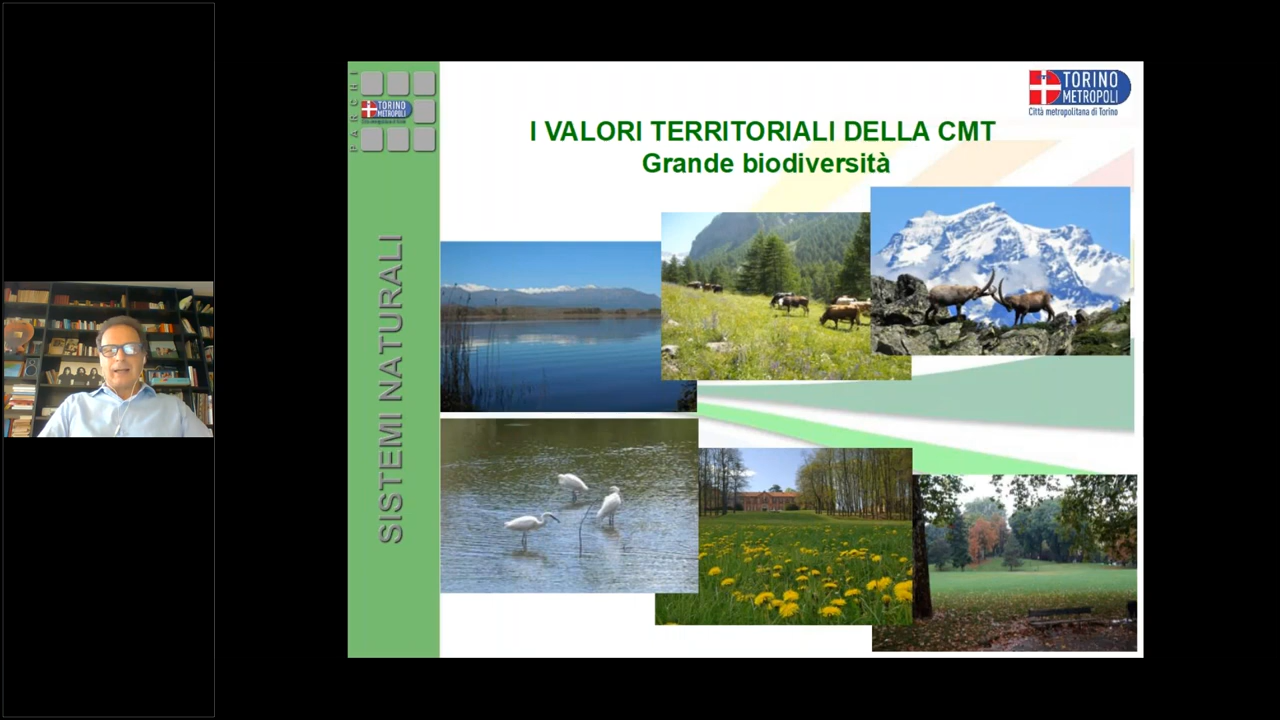 PARCHI
TORINO
METROPOLI
SISTEMI NATURALI
TORINO
METROPOLI
Città metropolitana di Torino
I VALORI TERRITORIALI DELLA CMT
Grande biodiversità